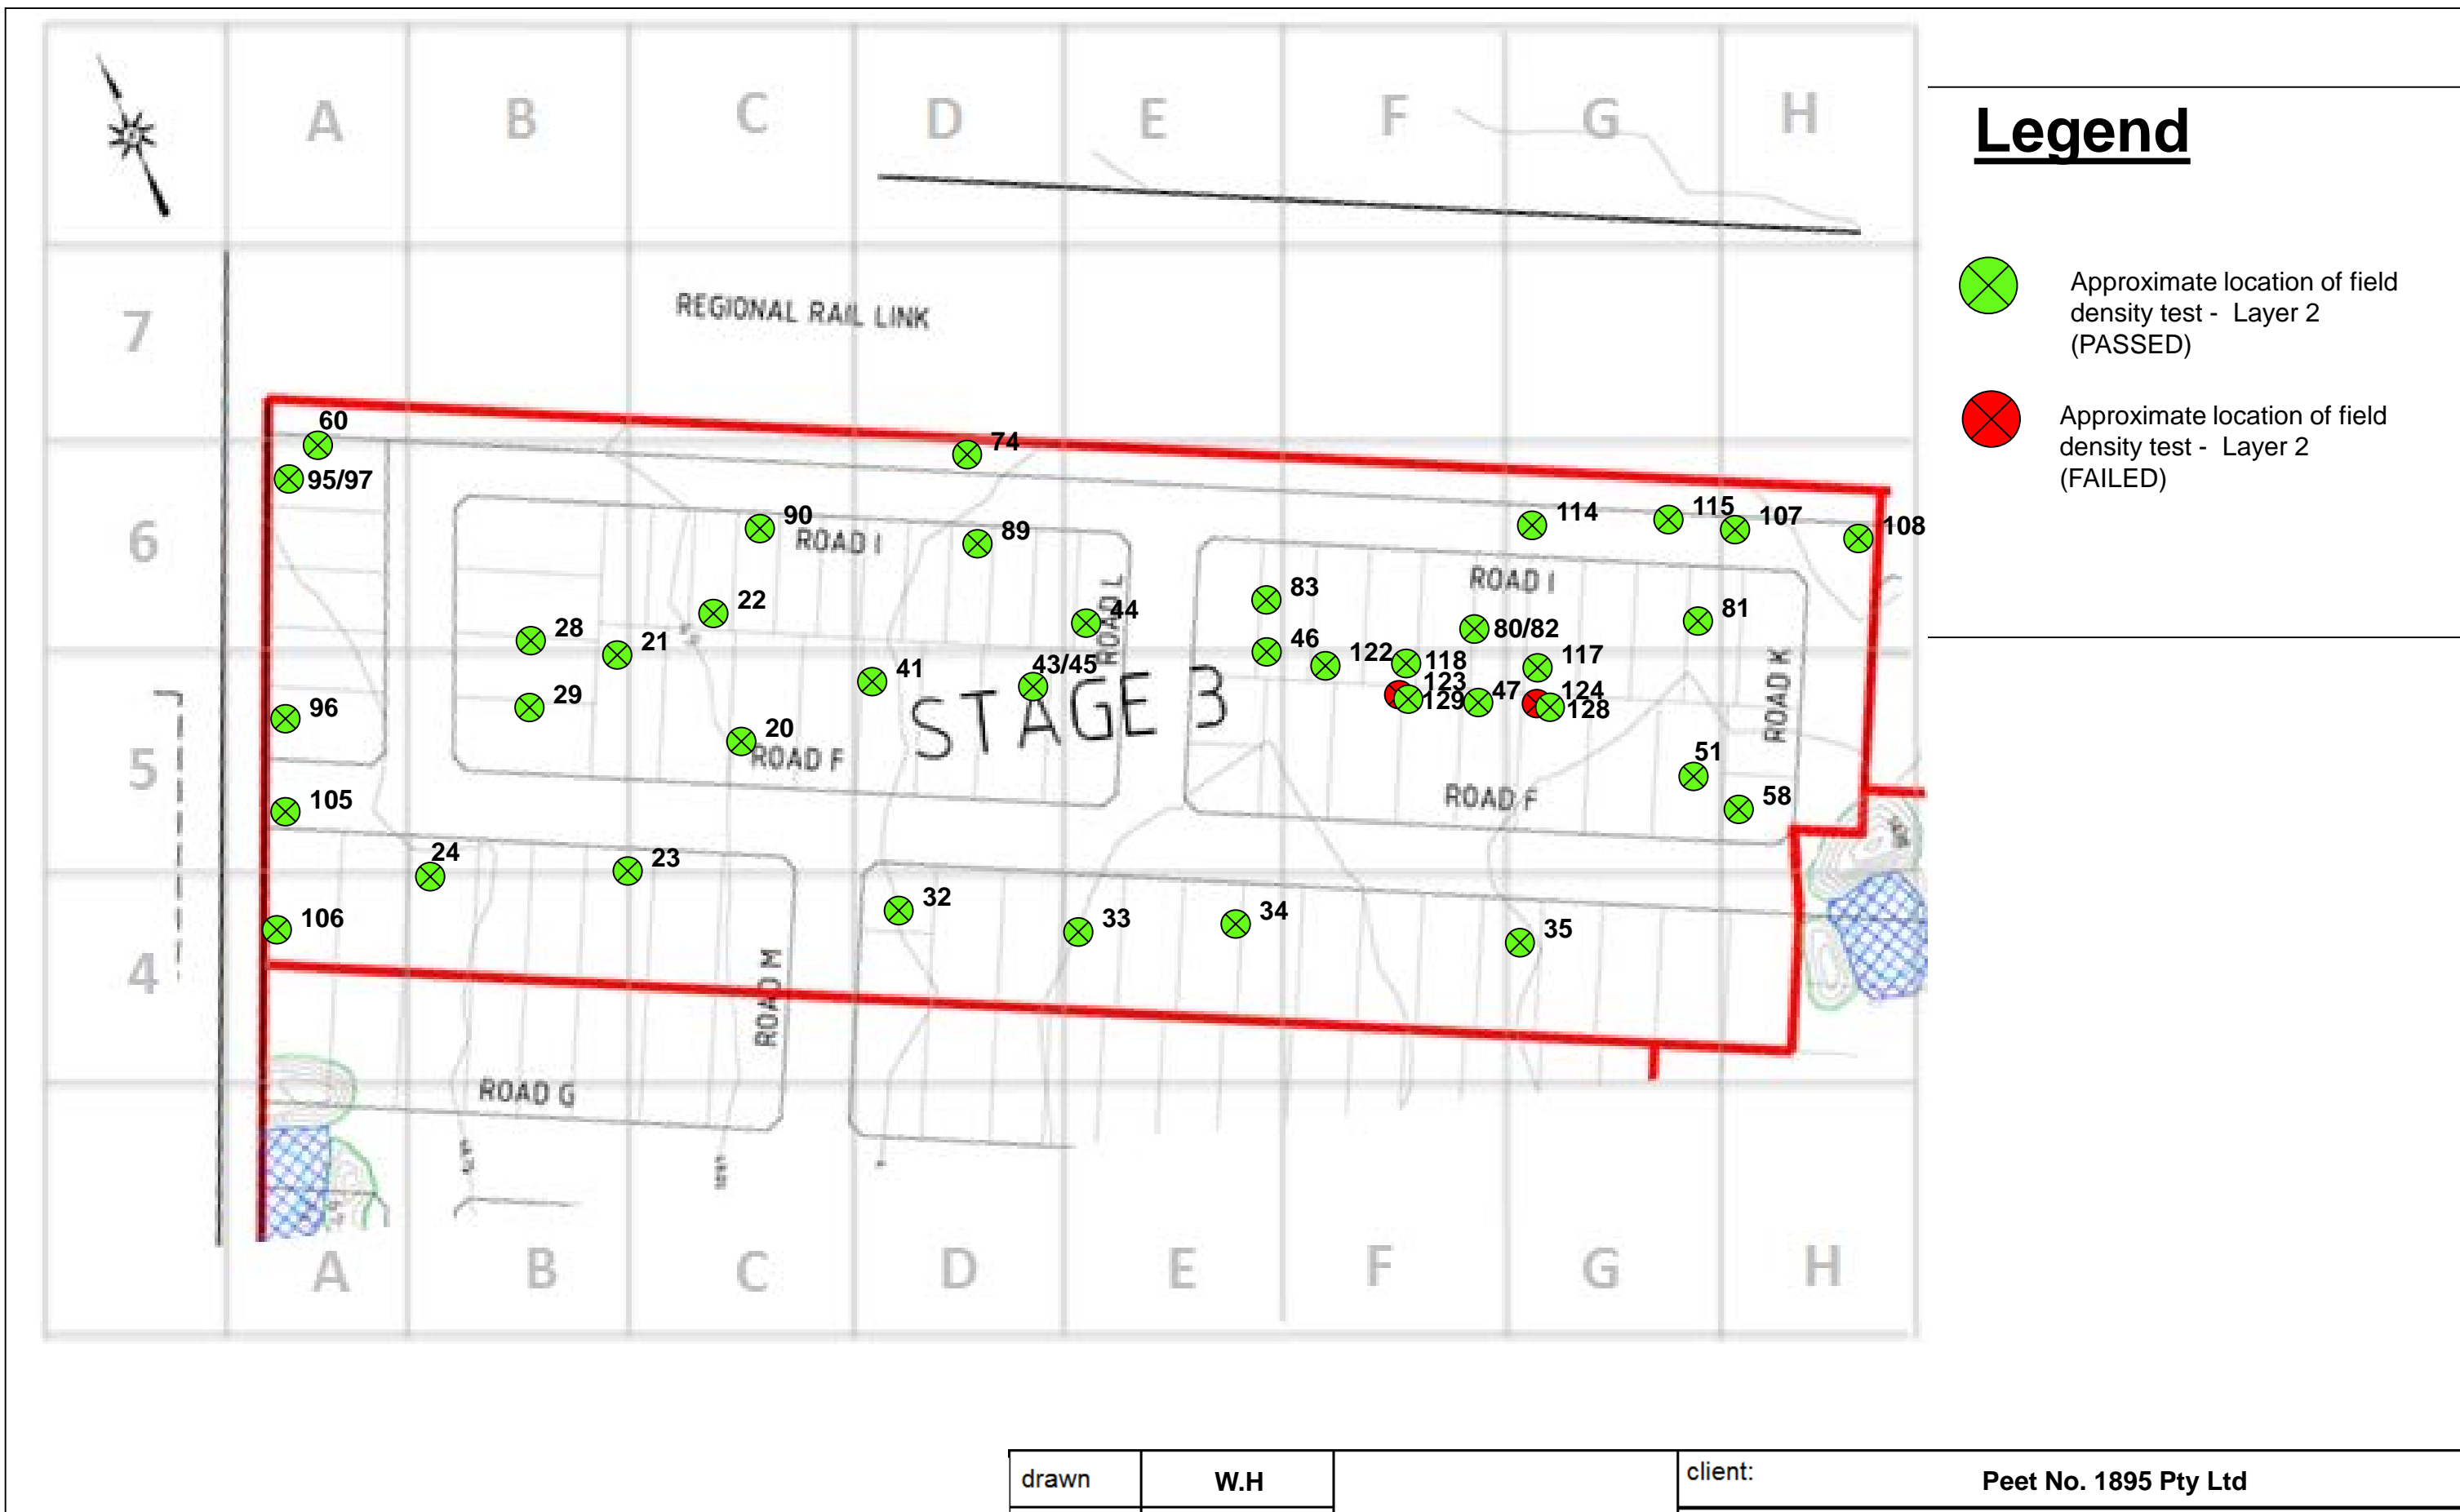 A B C D E F G H
Legend
Approximate location of field
density test - Layer 2
(PASSED)
Approximate location of field
density test - Layer 2
(FAILED)
7
REGIONAL RAIL LINK
60
74
95/97
6
90
ROAD I
89
114
115
107
108
ROAD L
ROAD I
83
22
44
81
28
21
80/82
46
122
118
117
41
43/45
STAGE 3
123
129
47
124
128
ROAD K
96
29
20
ROAD F
5
51
ROAD F
58
105
24
23
32
33
34
35
106
4
ROAD M
ROAD G
A B C D E F G H
drawn
W.H
client:
Peet No. 1895 Pty Ltd